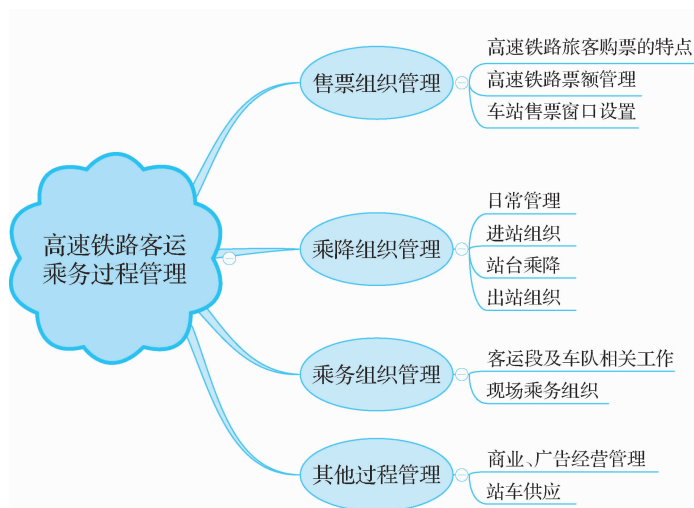 高速铁路客运
乘务过程管理
售票组织管理
高速铁路旅客购票的特点
高速铁路票额管理
车站售票窗口设置
乘降组织管理
日常管理
进站组织
站台乘降
出站组织
乘务组织管理
客运段及车队相关工作
现场乘务组织
其他过程管理
商业、广告经营管理
站车供应